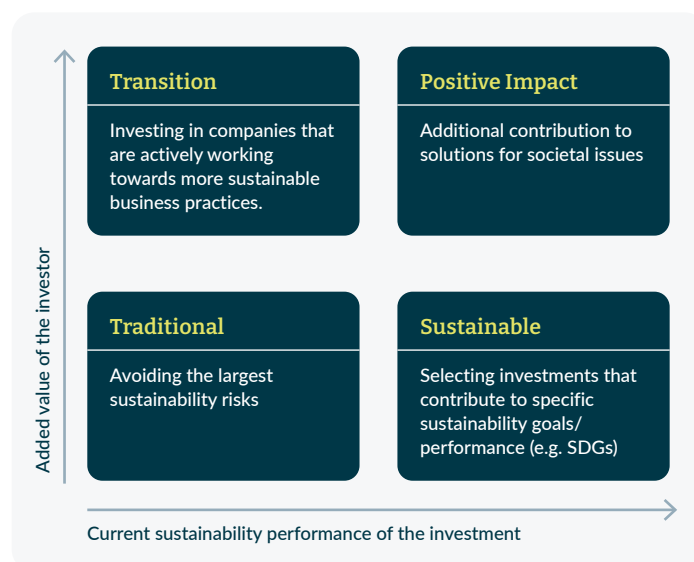 Transition
Investing in companies that
are actively working
towards more sustainable
business practices.
Positive Impact
Additional contribution to
solutions for societal issues
Traditional
Avoiding the largest
sustainability risks
Sustainable
Selecting investments that
contribute to specific
sustainability goals/
performance (e.g. SDGs)
Added value of the investor
Current sustainability performance of the investment